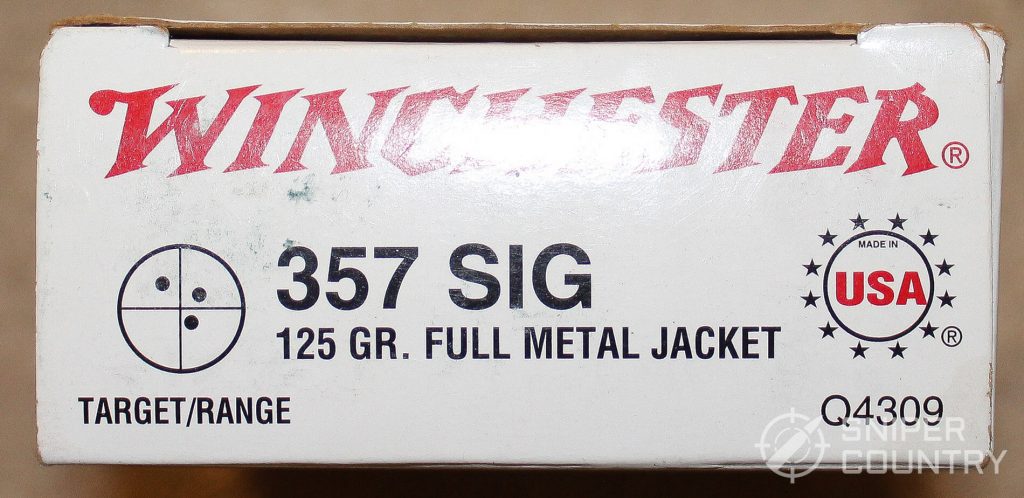 WINCHESTER®
357 SIG
125 GR. FULL METAL JACKET
TARGET/RANGE
MADE IN
USA
®
Q4309
SNIPER
COUNTRY